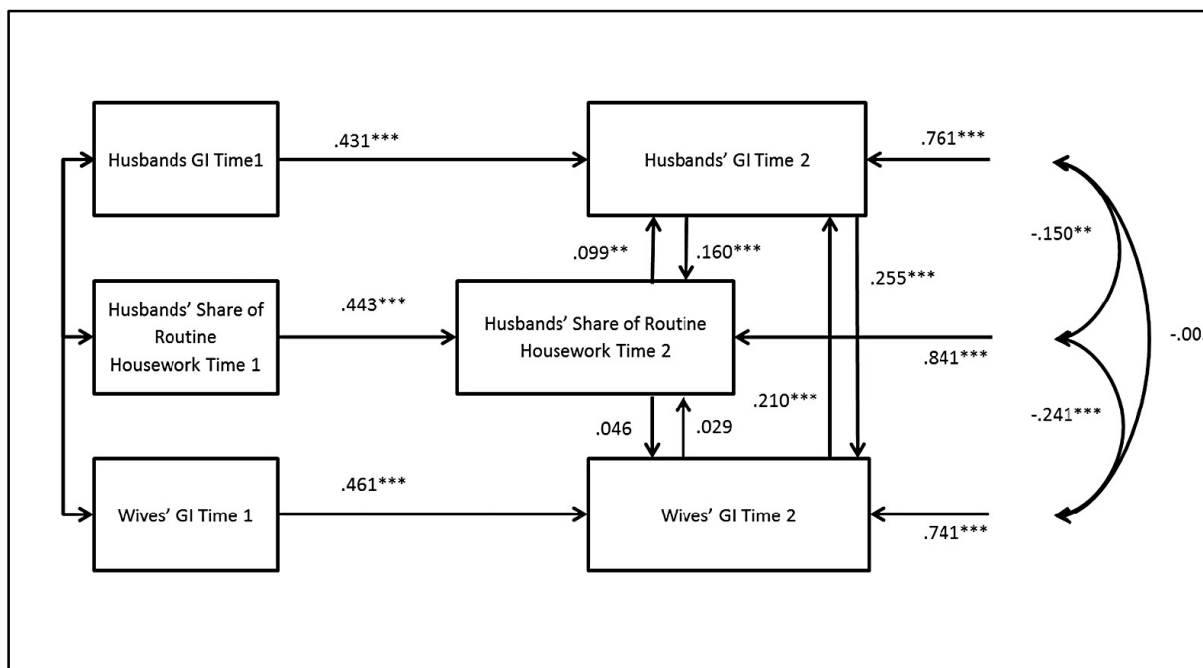 Husbands GI Time1
.431***
Husbands' GI Time 2
.761***
-.150**
.099**
.160***
.255***
Husbands' Share of
Routine
Housework Time 1
.443***
Husbands' Share of Routine
Housework Time 2
.841***
-.00
.210***
-.241***
.046
.029
Wives' GI Time 1
.461***
Wives' GI Time 2
.741***